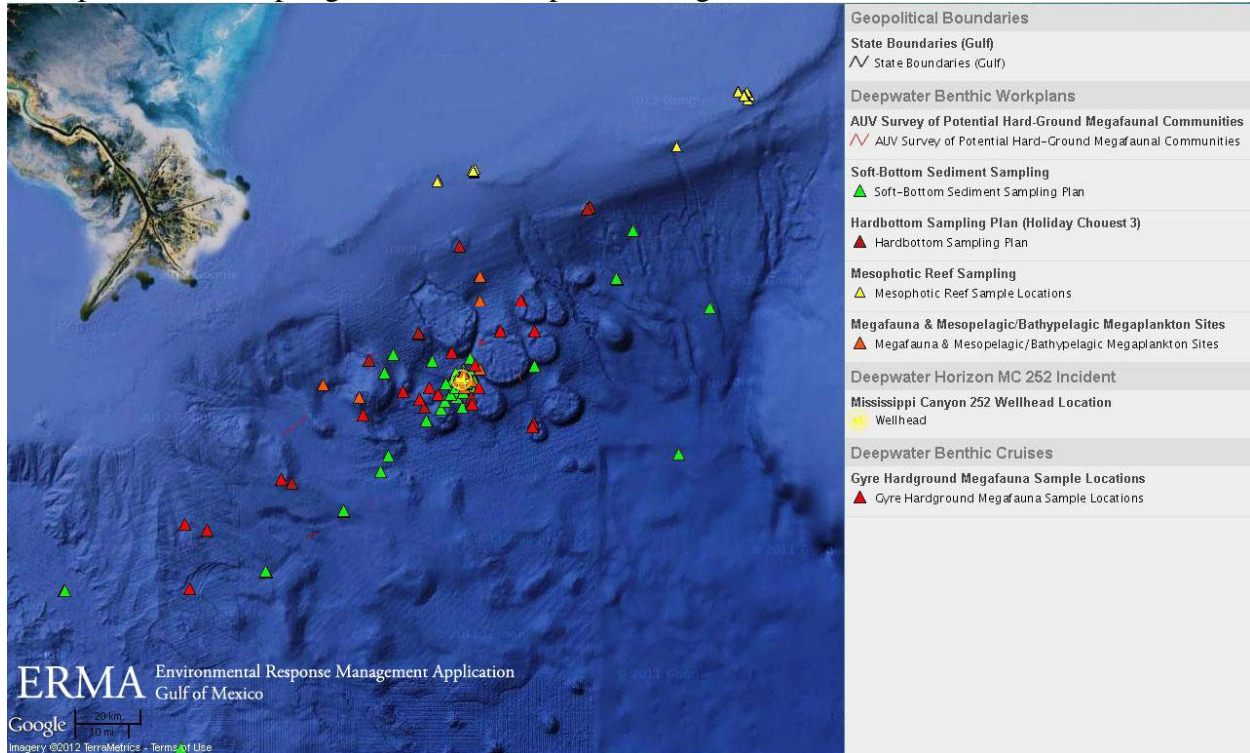 Geopolitical Boundaries
State Boundaries (Gulf)
State Boundaries (Gulf)
Deepwater Benthic Workplans
AUV Survey of Potential Hard-Ground Megafaunal Communities
AUV Survey of Potential Hard-Ground Megafaunal Communities
Soft-Bottom Sediment Sampling
Soft-Bottom Sediment Sampling Plan
Hardbottom Sampling Plan (Holiday Chouest 3)
Hardbottom Sampling Plan
Mesophotic Reef Sampling
Mesophotic Reef Sample Locations
Megafauna & Mesopelagic/Bathypelagic Megaplankton Sites
Megafauna & Mesopelagic/Bathypelagic Megaplankton Sites
Deepwater Horizon MC 252 Incident
Mississippi Canyon 252 Wellhead Location
Wellhead
Deepwater Benthic Cruises
Gyre Hardground Megafauna Sample Locations
Gyre Hardground Megafauna Sample Locations
ERMA Environmental Response Management Application
Gulf of Mexico
Google
20 km
10 mi
Imagery ©2012 TerraMetrics - Terms of Use